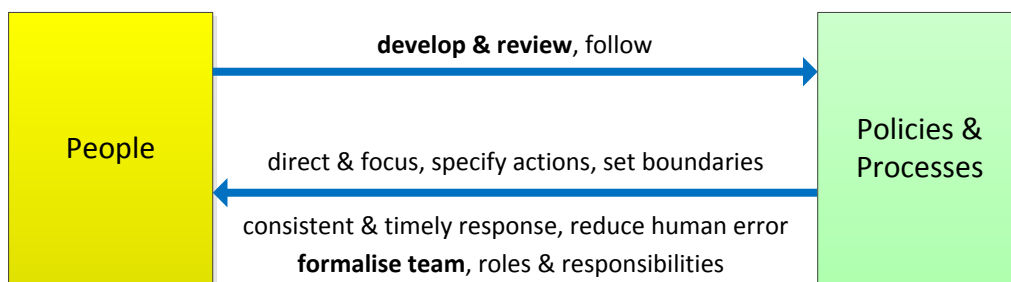 develop & review, follow
People
Policies &
Processes
direct & focus, specify actions, set boundaries
consistent & timely response, reduce human error
formalise team, roles & responsibilities